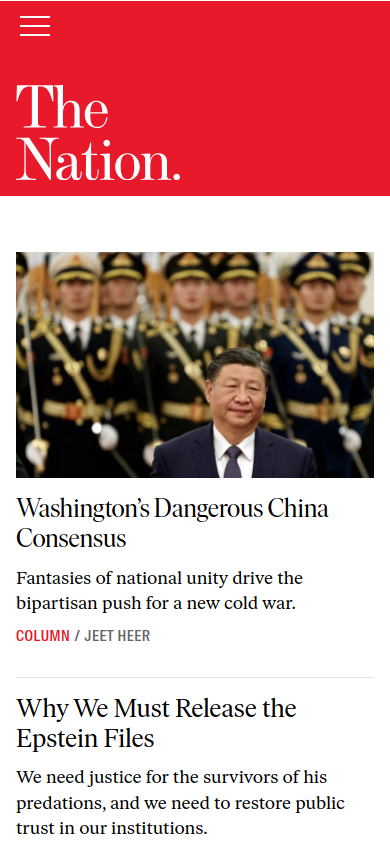 The
Nation.
Washington’s Dangerous China
Consensus
Fantasies of national unity drive the
bipartisan push for a new cold war.
COLUMN / JEET HEER
Why We Must Release the
Epstein Files
We need justice for the survivors of his
predations, and we need to restore public
trust in our institutions.